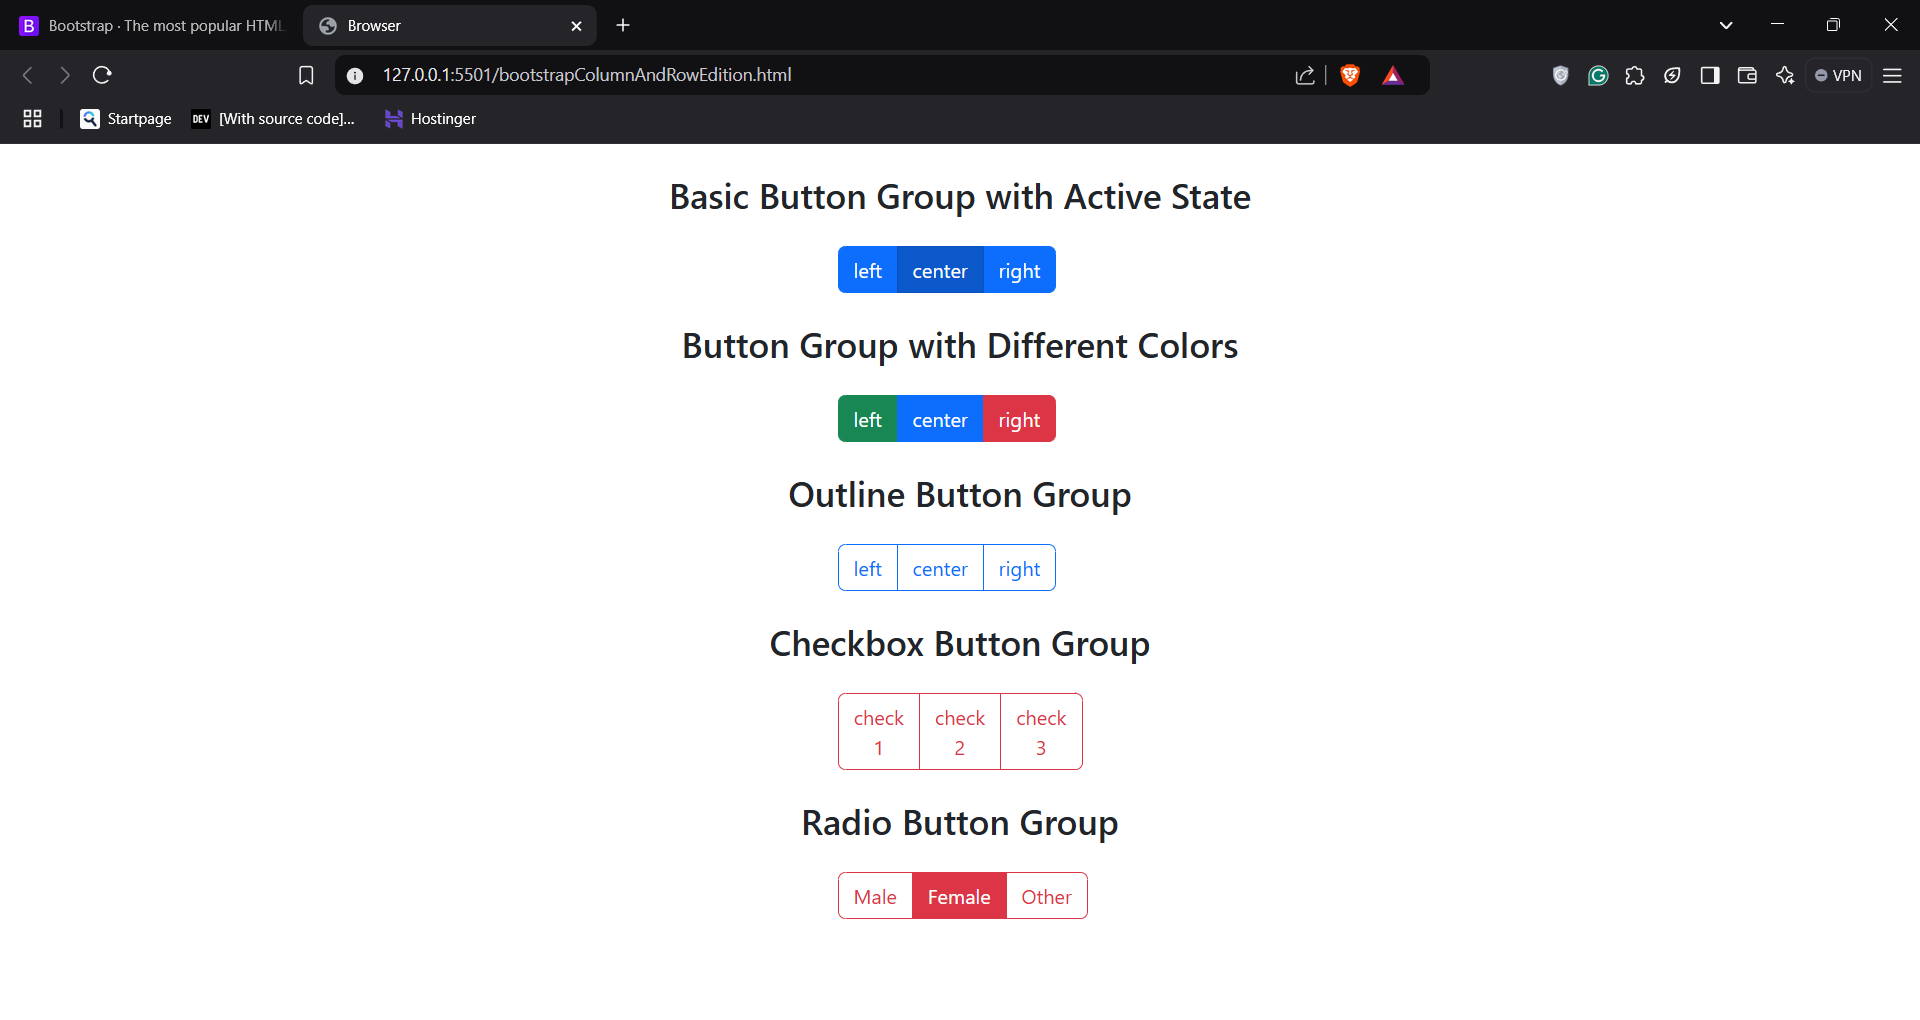 Bootstrap · The most popular HTML
Browser
127.0.0.1:5501/bootstrapColumnAndRowEdition.html
VPN
Startpage
DEV
[With source code]...
Hostinger
Basic Button Group with Active State
left center right
Button Group with Different Colors
left center right
Outline Button Group
left center right
Checkbox Button Group
check check check
1 2 3
Radio Button Group
Male Female Other